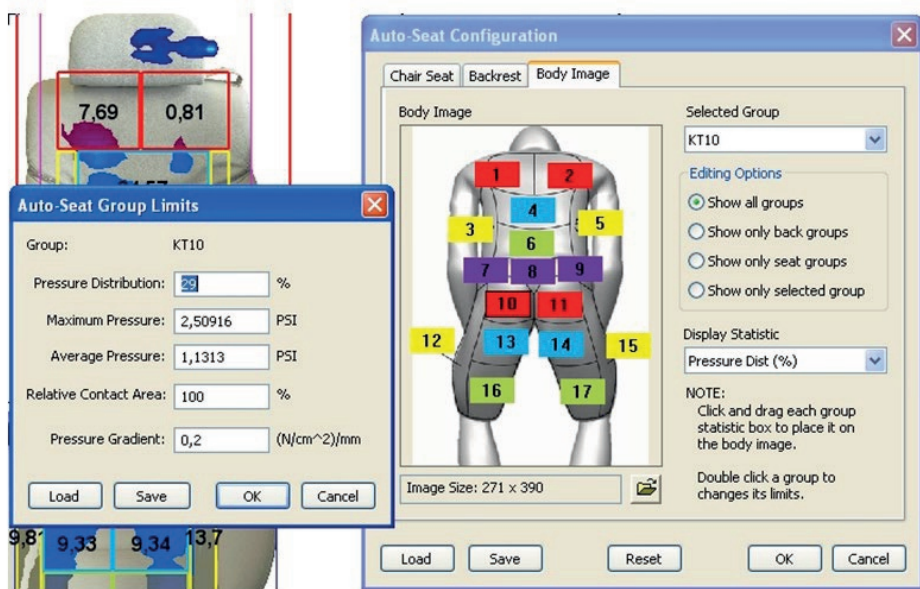 7,69
0,81
Auto-Seat Group Limits
Group: KT10
Pressure Distribution: 29 %
Maximum Pressure: 2,50916 PSI
Average Pressure: 1,1313 PSI
Relative Contact Area: 100 %
Pressure Gradient: 0,2 (N/cm^2)/mm
Load Save OK Cancel
9,33
9,34
13,7
Auto-Seat Configuration
Chair Seat Backrest Body Image
Body Image
1 2
3 4 5
6
7 8 9
10 11
12 13 14 15
16 17
Image Size: 271 x 390
Selected Group
KT10
Editing Options
Show all groups
Show only back groups
Show only seat groups
Show only selected group
Display Statistic
Pressure Dist (%)
NOTE:
Click and drag each group
statistic box to place it on
the body image.
Double click a group to
changes its limits.
Load Save Reset OK Cancel